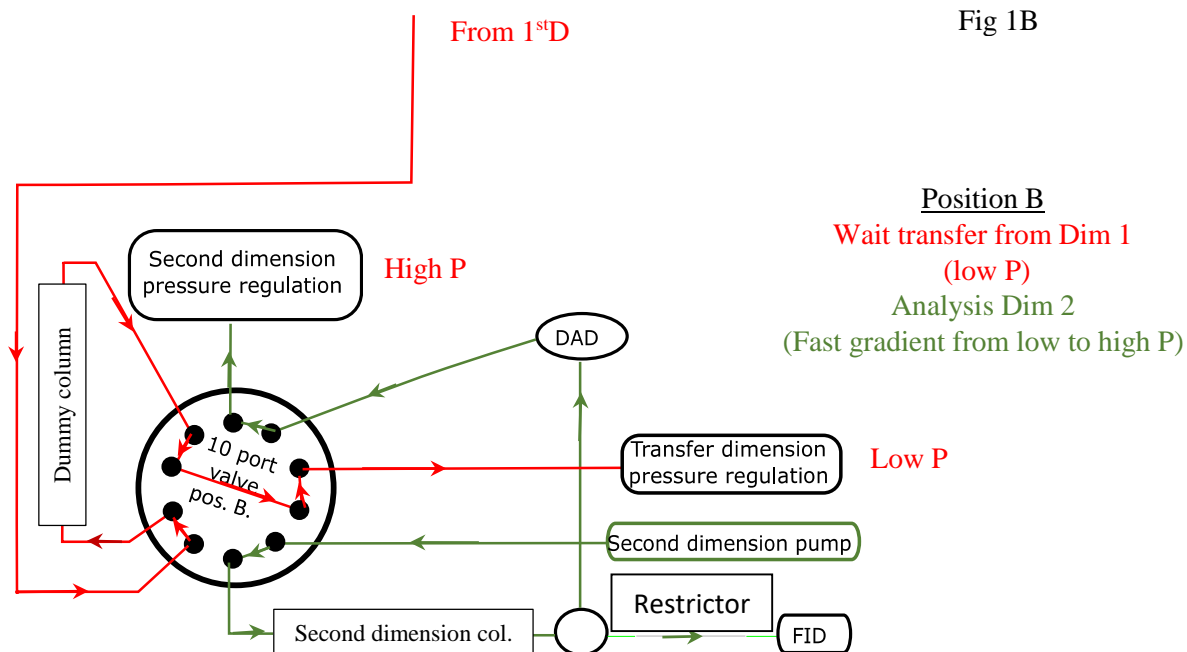 From 1stD
Fig 1B
Position B
Wait transfer from Dim 1
(low P)
Analysis Dim 2
(Fast gradient from low to high P)
Second dimension
pressure regulation
High P
DAD
Dummy column
10 port
valve
pos. B.
Transfer dimension
pressure regulation
Low P
Second dimension pump
Restrictor
Second dimension col.
FID